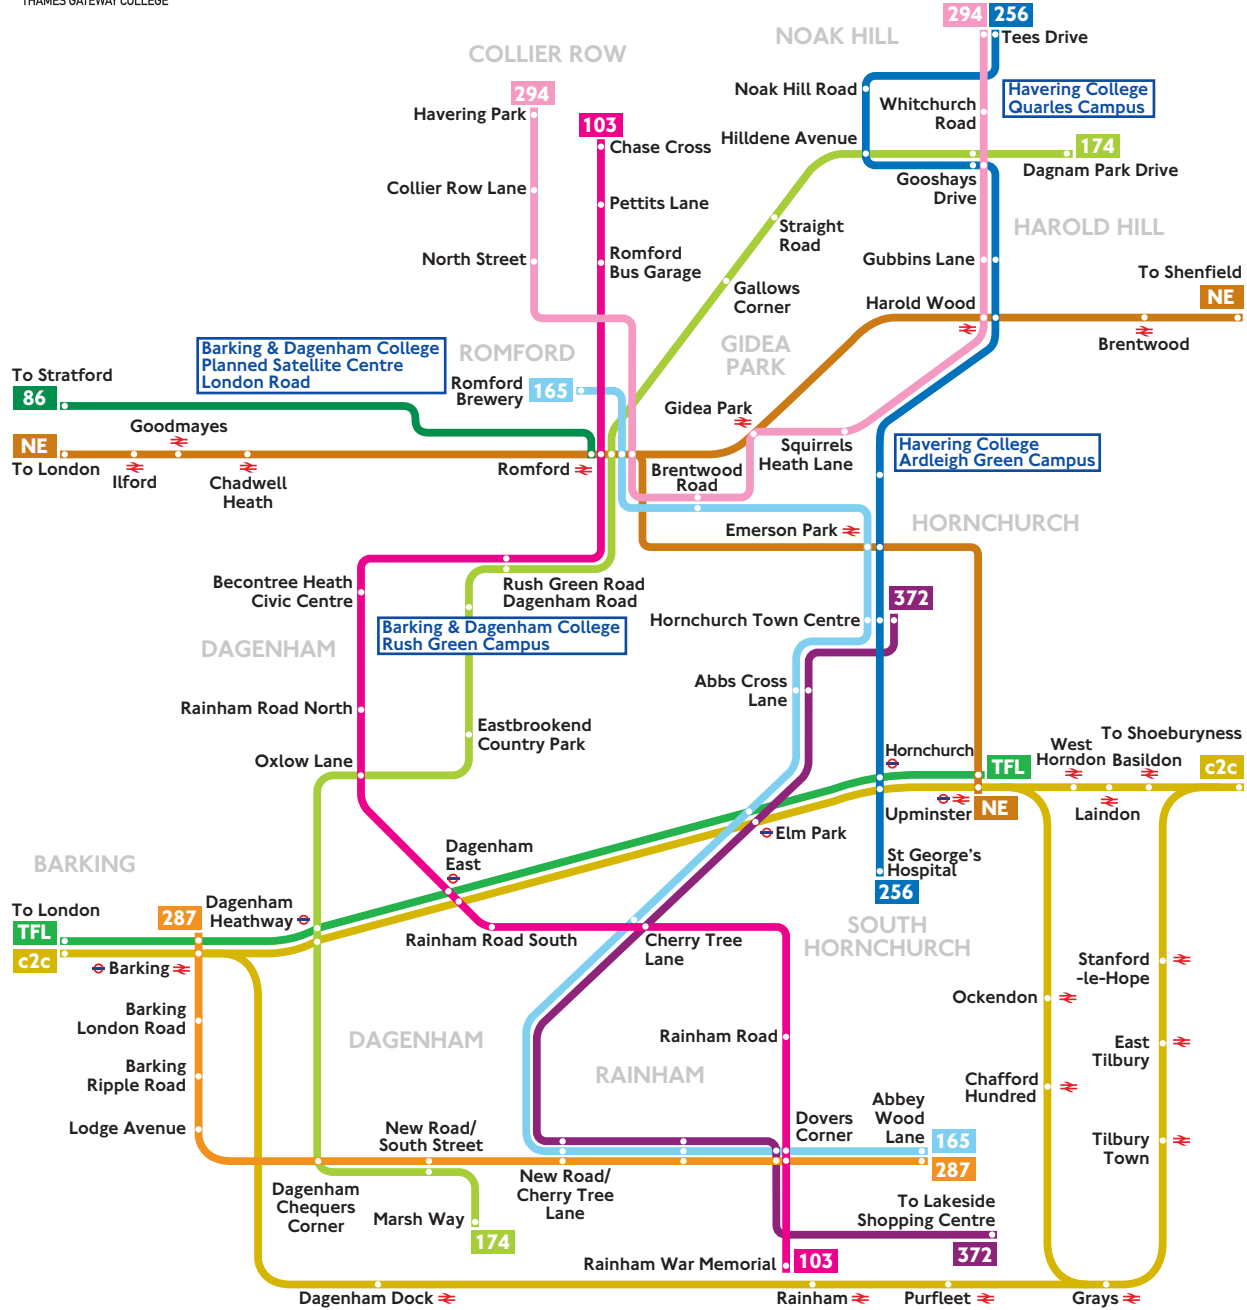 THAMES GATEWAY COLLEGE
294
256
Tees Drive
NOAK HILL
COLLIER ROW
294
Havering Park
103
Chase Cross
Noak Hill Road
Whitchurch
Road
Havering College
Quarles Campus
Hilldene Avenue
174
Dagnam Park Drive
Gooshays
Drive
Collier Row Lane
Pettits Lane
Straight
Road
HAROLD HILL
North Street
Romford
Bus Garage
Gubbins Lane
To Shenfield
NE
Gallows
Corner
Harold Wood
Brentwood
GIDEA
PARK
ROMFORD
Barking & Dagenham College
Planned Satellite Centre
London Road
To Stratford
86
Romford
Brewery
165
Gidea Park
Goodmayes
NE
To London
Ilford
Chadwell
Heath
Romford
Brentwood
Road
Squirrels
Heath Lane
Havering College
Ardleigh Green Campus
Emerson Park
HORNCHURCH
Becontree Heath
Civic Centre
Rush Green Road
Dagenham Road
372
Hornchurch Town Centre
Barking & Dagenham College
Rush Green Campus
DAGENHAM
Abbs Cross
Lane
Rainham Road North
Eastbrookend
Country Park
Oxlow Lane
Hornchurch
TFL
West
Horndon
To Shoeburyness
Basildon
c2c
Laindon
Upminster
NE
Elm Park
Dagenham
East
St George's
Hospital
256
BARKING
Dagenham
Heathway
287
To London
TFL
c2c
Barking
Rainham Road South
Cherry Tree
Lane
SOUTH
HORNCHURCH
Stanford
-le-Hope
Ockendon
Barking
London Road
DAGENHAM
Rainham Road
East
Tilbury
Barking
Ripple Road
RAINHAM
Chafford
Hundred
Lodge Avenue
New Road/
South Street
Dovers
Corner
Abbey
Wood
Lane
165
287
Tilbury
Town
Dagenham
Chequers
Corner
New Road/
Cherry Tree
Lane
Marsh Way
174
To Lakeside
Shopping Centre
372
Rainham War Memorial
103
Dagenham Dock
Rainham
Purfleet
Grays